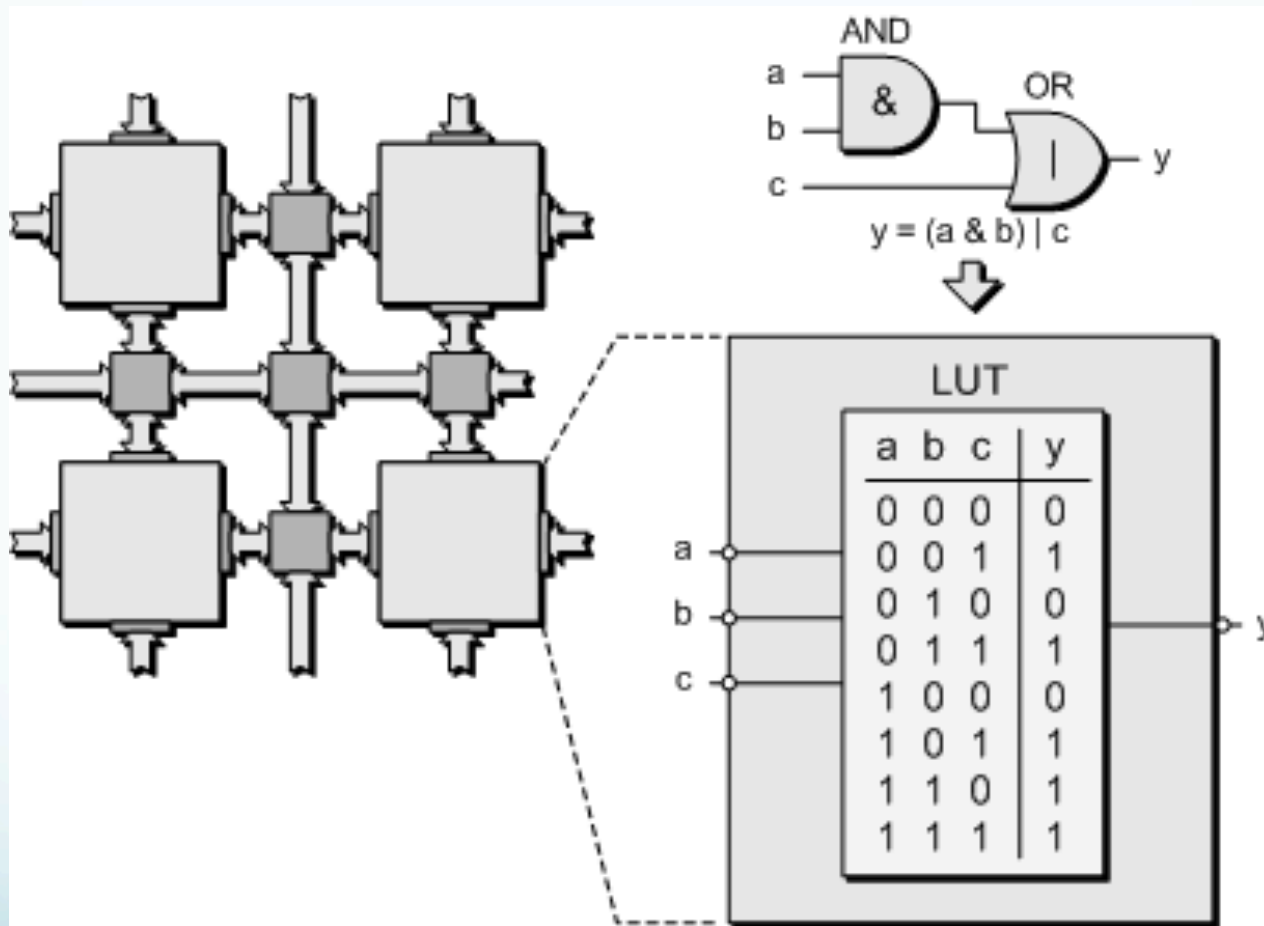 AND
a
&
OR
b
|
y
c
y = (a & b) | c
LUT
a b c y
0 0 0 0
0 0 1 1
0 1 0 0
0 1 1 1
1 0 0 0
1 0 1 1
1 1 0 1
1 1 1 1
a
b
c
y